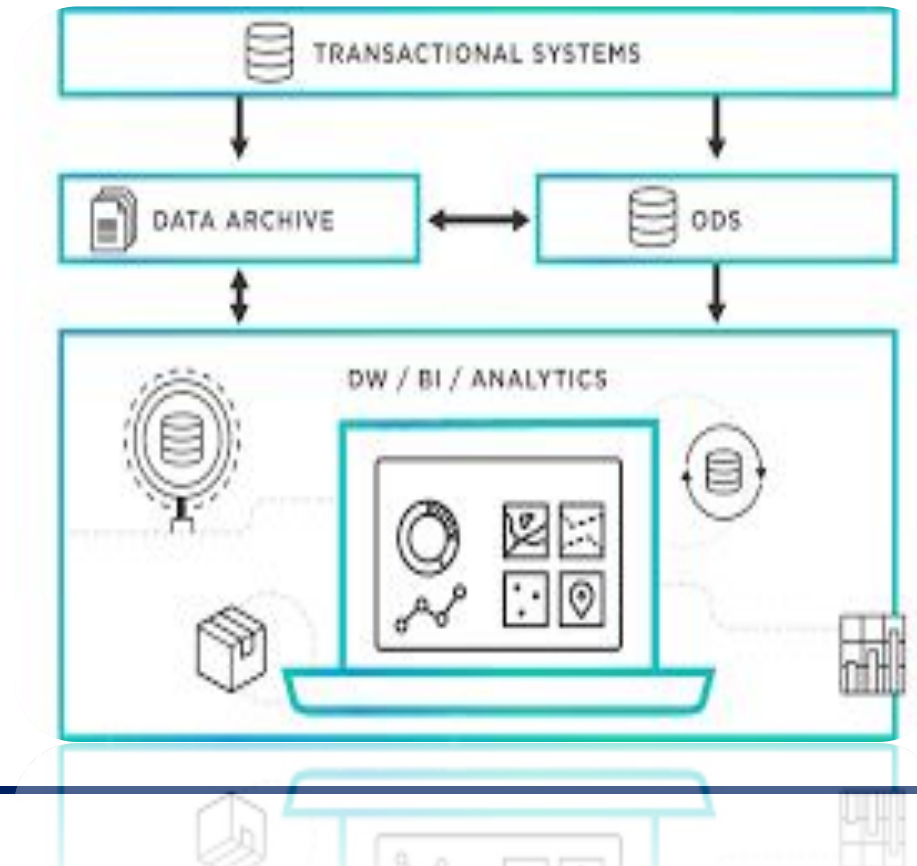 TRANSACTIONAL SYSTEMS
DATA ARCHIVE
ODS
DW / BI / ANALYTICS